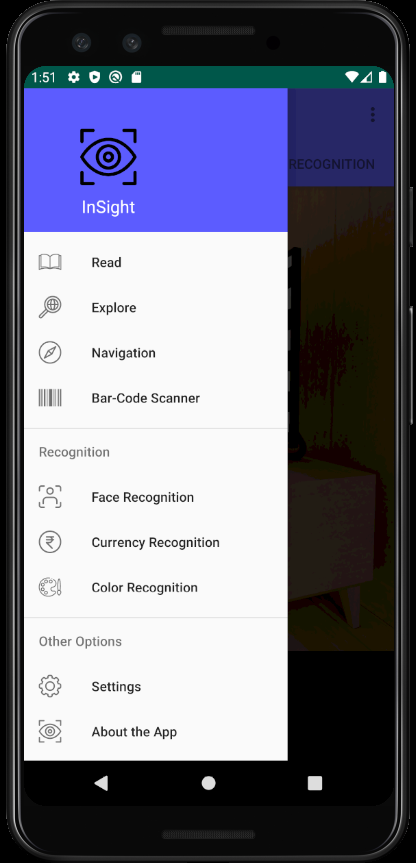 1:51
RECOGNITION
InSight
Read
Explore
Navigation
Bar-Code Scanner
Recognition
Face Recognition
Currency Recognition
Color Recognition
Other Options
Settings
About the App